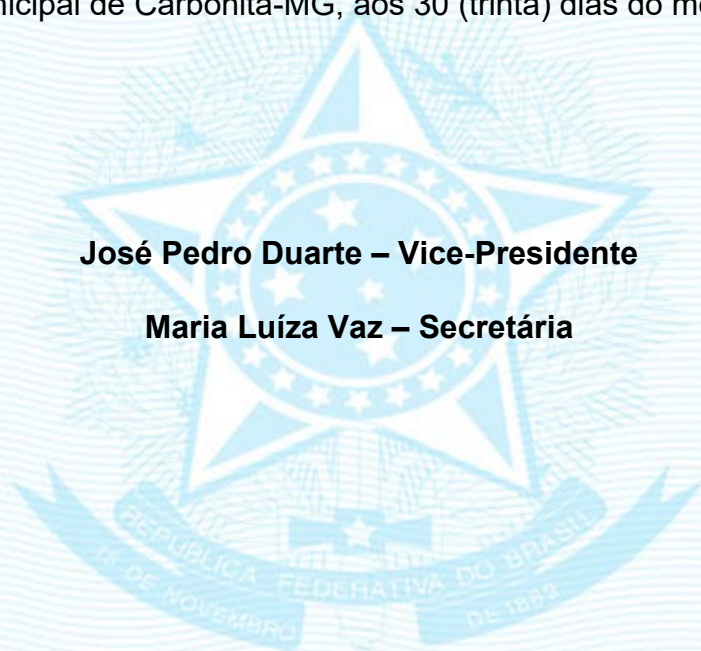 nicipal de Carbonita-MG, aos 30 (trinta) dias do m
José Pedro Duarte – Vice-Presidente
Maria Luíza Vaz – Secretária
REPÚBLICA FEDERATIVA DO BRASIL
15 DE NOVEMBRO DE 1889